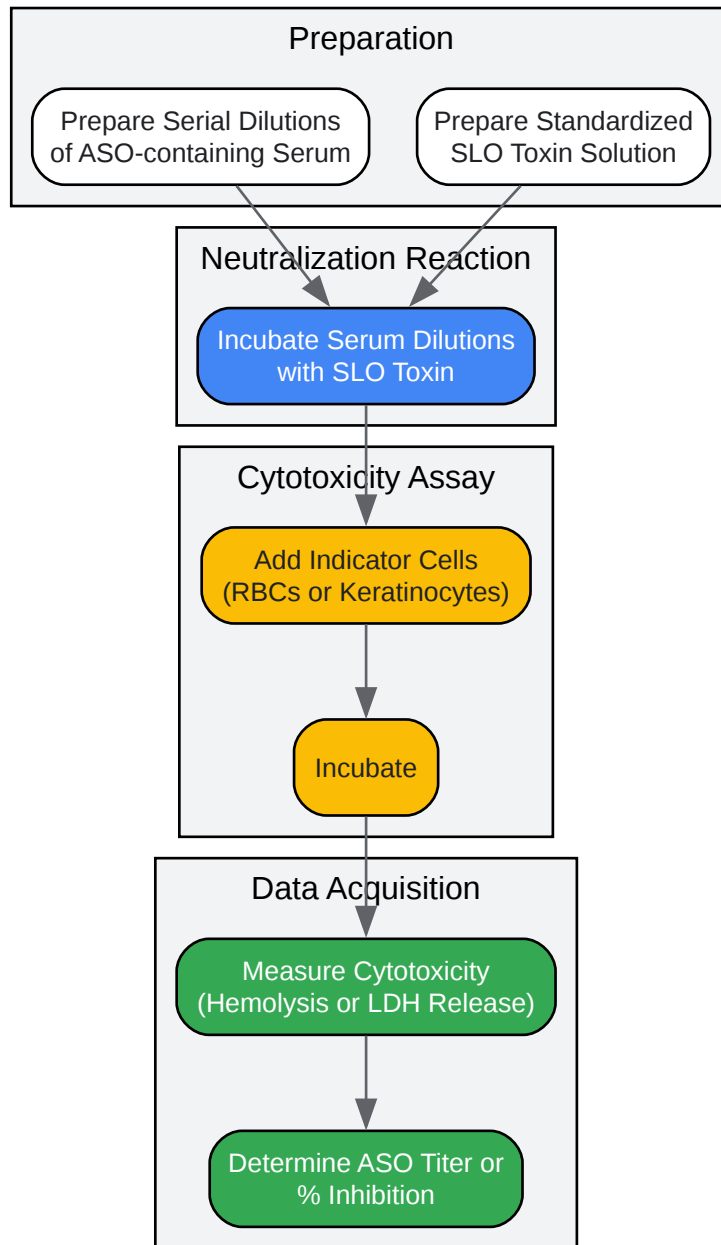 Preparation
Prepare Serial Dilutions
of ASO-containing Serum
Prepare Standardized
SLO Toxin Solution
Neutralization Reaction
Incubate Serum Dilutions
with SLO Toxin
Cytotoxicity Assay
Add Indicator Cells
(RBCs or Keratinocytes)
Incubate
Data Acquisition
Measure Cytotoxicity
(Hemolysis or LDH Release)
Determine ASO Titer or
% Inhibition